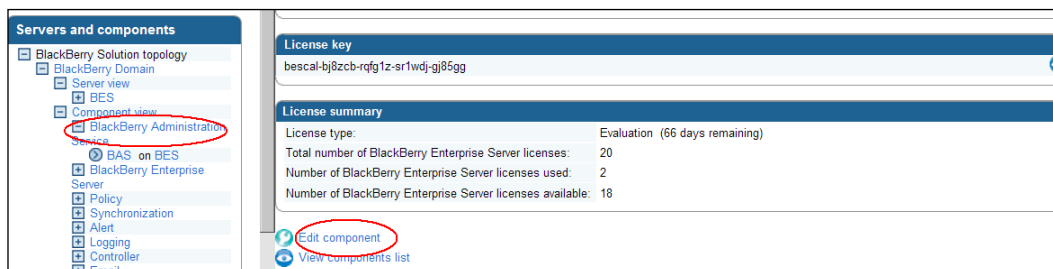 Servers and components
BlackBerry Solution topology
BlackBerry Domain
Server view
BES
Component view
BlackBerry Administration
Service
BAS on BES
BlackBerry Enterprise
Server
Policy
Synchronization
Alert
Logging
Controller
Email
License key
bescal-bj8zcb-rqfg1z-sr1wdj-gj85gg
License summary
License type: Evaluation (66 days remaining)
Total number of BlackBerry Enterprise Server licenses: 20
Number of BlackBerry Enterprise Server licenses used: 2
Number of BlackBerry Enterprise Server licenses available: 18
Edit component
View components list